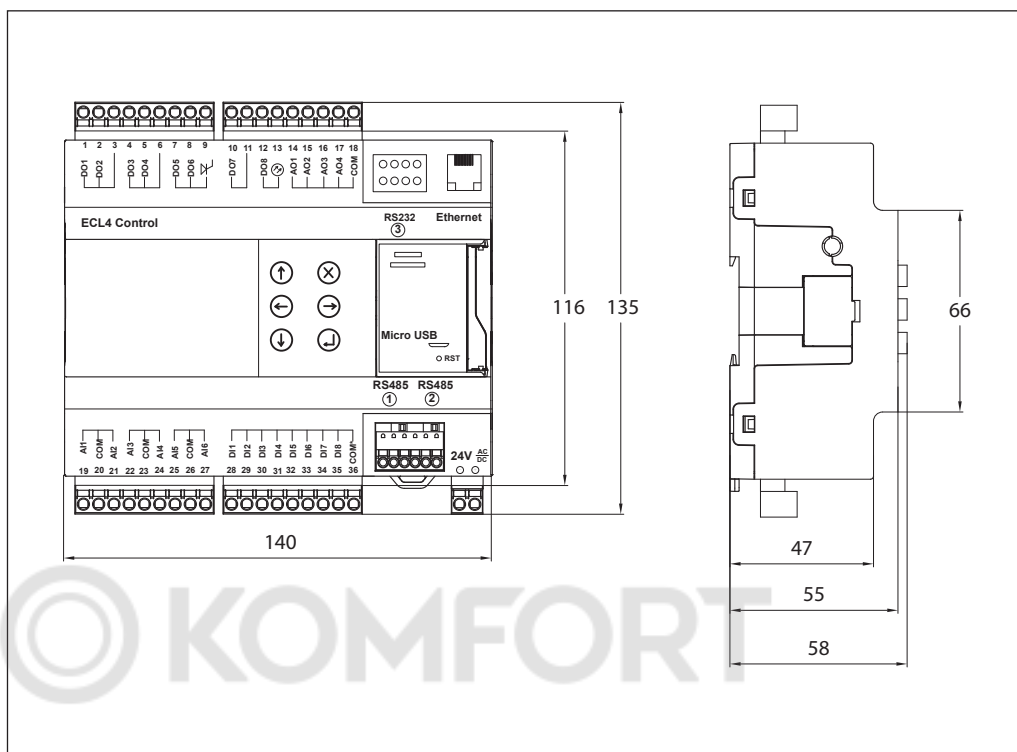 1 2 3 4 5 6 7 8 9 10 11 12 13 14 15 16 17 18
DO1 DO2 DO3 DO4 DO5 DO6 DO7 DO8 AO1 AO2 AO3 AO4 COM
ECL4 Control
RS232
3
Ethernet
Micro USB
RST
RS485 RS485
1 2
24V AC
DC
AI1 COM AI2 AI3 COM AI4 AI5 COM AI6 DI1 DI2 DI3 DI4 DI5 DI6 DI7 DI8 COM*
19 20 21 22 23 24 25 26 27 28 29 30 31 32 33 34 35 36
116
135
140
66
47
55
58
KOMFORT